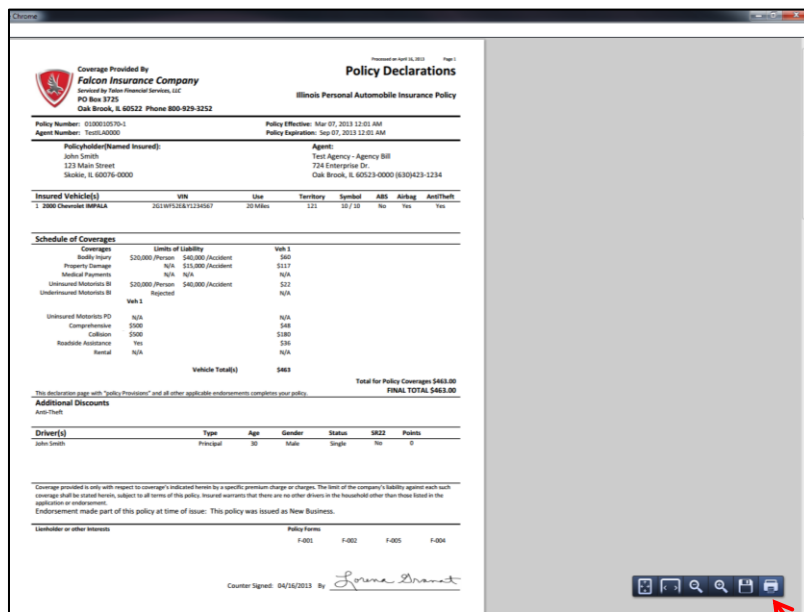 Chrome
Processed on April 16, 2013 Page 1
Coverage Provided By
Policy Declarations
Falcon Insurance Company
Serviced by Talon Financial Services, LLC
PO Box 3725
Illinois Personal Automobile Insurance Policy
Oak Brook, IL 60522 Phone 800-929-3252
Policy Number: 0100010570-1 Policy Effective: Mar 07, 2013 12:01 AM
Agent Number: TestILA0000 Policy Expiration: Sep 07, 2013 12:01 AM
Policyholder(Named Insured): Agent:
John Smith Test Agency - Agency Bill
123 Main Street 724 Enterprise Dr.
Skokie, IL 60076-0000 Oak Brook, IL 60523-0000 (630)423-1234
Insured Vehicle(s) VIN Use Territory Symbol ABS Airbag AntiTheft
1 2000 Chevrolet IMPALA 2G1WF52E&Y1234567 20 Miles 121 10 / 10 No Yes Yes
Schedule of Coverages
Coverages Limits of Liability Veh 1
Bodily Injury $20,000 /Person $40,000 /Accident $60
Property Damage N/A $15,000 /Accident $117
Medical Payments N/A N/A N/A
Uninsured Motorists BI $20,000 /Person $40,000 /Accident $22
Underinsured Motorists BI Rejected N/A
Veh 1
Uninsured Motorists PD N/A N/A
Comprehensive $500 $48
Collision $500 $180
Roadside Assistance Yes $36
Rental N/A N/A
Vehicle Total(s) $463
Total for Policy Coverages $463.00
FINAL TOTAL $463.00
This declaration page with "policy Provisions" and all other applicable endorsements completes your policy.
Additional Discounts
Anti-Theft
Driver(s) Type Age Gender Status SR22 Points
John Smith Principal 30 Male Single No 0
Coverage provided is only with respect to coverage's indicated herein by a specific premium charge or charges. The limit of the company's liability against each such
coverage shall be stated herein, subject to all terms of this policy. Insured warrants that there are no other drivers in the household other than those listed in the
application or endorsement.
Endorsement made part of this policy at time of issue: This policy was issued as New Business.
Lienholder or other Interests Policy Forms
F-001 F-002 F-005 F-004
Counter Signed: 04/16/2013 By Lorena